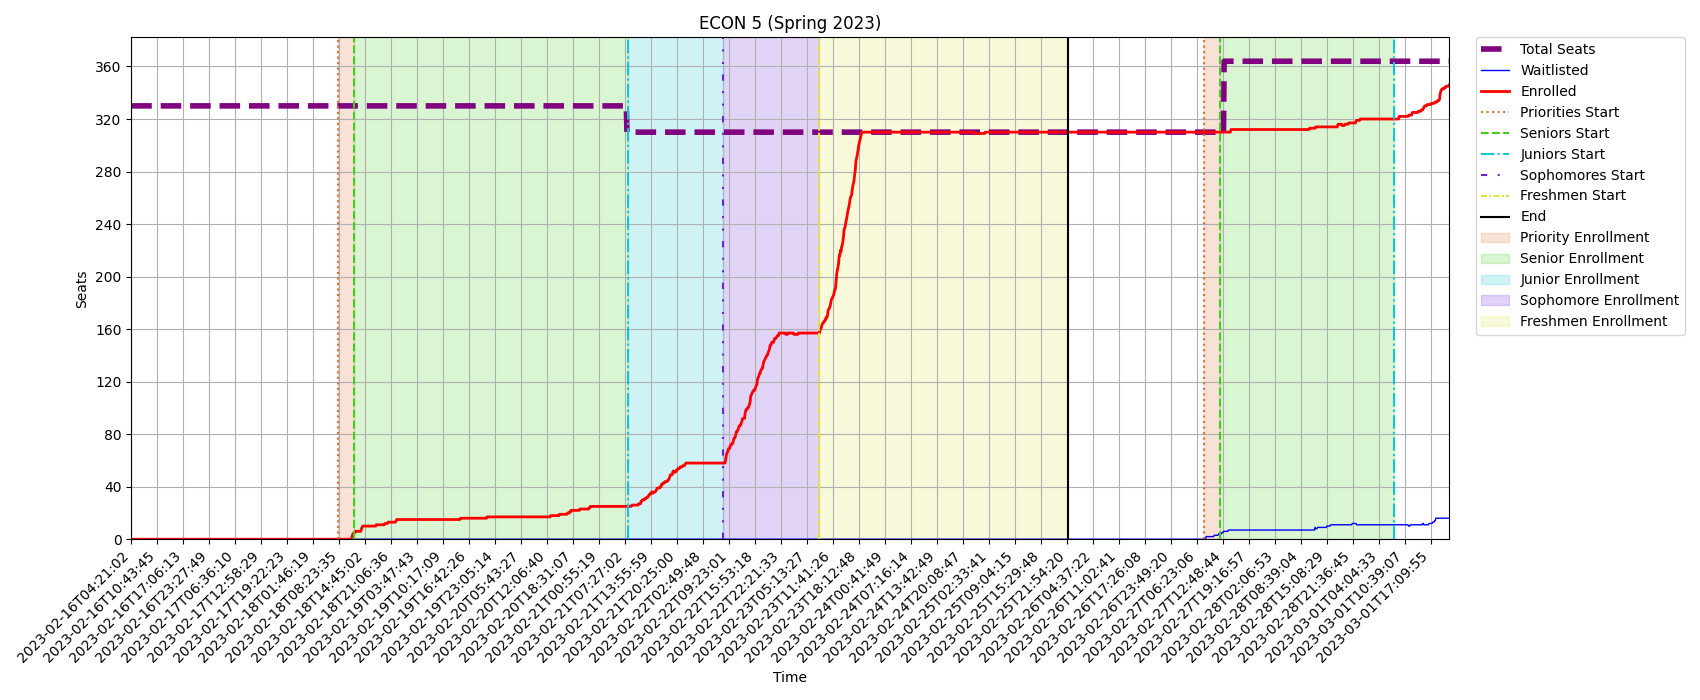 ECON 5 (Spring 2023)
Seats
360
320
280
240
200
160
120
80
40
0
2023-02-16T04:21:02
2023-02-16T10:43:45
2023-02-16T17:06:13
2023-02-16T23:27:49
2023-02-17T06:36:10
2023-02-17T12:58:29
2023-02-17T19:22:23
2023-02-18T01:46:19
2023-02-18T08:23:35
2023-02-18T14:45:02
2023-02-18T21:06:36
2023-02-19T03:47:43
2023-02-19T10:17:09
2023-02-19T16:42:26
2023-02-19T23:05:14
2023-02-20T05:43:27
2023-02-20T12:06:40
2023-02-20T18:31:07
2023-02-21T00:55:19
2023-02-21T07:27:02
2023-02-21T13:55:59
2023-02-21T20:25:00
2023-02-22T02:49:48
2023-02-22T09:23:01
2023-02-22T15:53:18
2023-02-22T22:21:33
2023-02-23T05:13:27
2023-02-23T11:41:26
2023-02-23T18:12:48
2023-02-24T00:41:49
2023-02-24T07:16:14
2023-02-24T13:42:49
2023-02-24T20:08:47
2023-02-25T02:33:41
2023-02-25T09:04:15
2023-02-25T15:29:48
2023-02-25T21:54:20
2023-02-26T04:37:22
2023-02-26T11:02:41
2023-02-26T17:26:08
2023-02-26T23:49:20
2023-02-27T06:23:06
2023-02-27T12:48:44
2023-02-27T19:16:57
2023-02-28T02:06:53
2023-02-28T08:39:04
2023-02-28T15:08:29
2023-02-28T21:36:45
2023-03-01T04:04:33
2023-03-01T10:39:07
2023-03-01T17:09:55
Time
Total Seats
Waitlisted
Enrolled
Priorities Start
Seniors Start
Juniors Start
Sophomores Start
Freshmen Start
End
Priority Enrollment
Senior Enrollment
Junior Enrollment
Sophomore Enrollment
Freshmen Enrollment